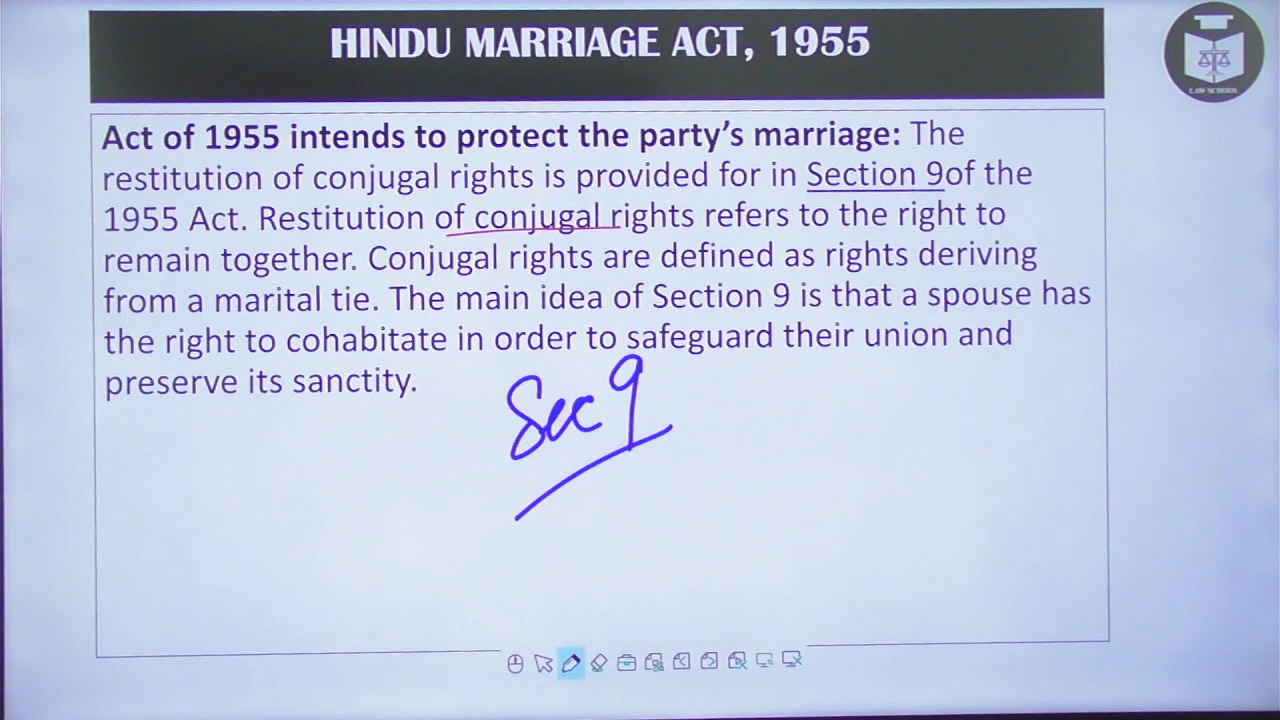 HINDU MARRIAGE ACT, 1955
LAW SCHOOL
Act of 1955 intends to protect the party's marriage: The
restitution of conjugal rights is provided for in Section 9of the
1955 Act. Restitution of conjugal rights refers to the right to
remain together. Conjugal rights are defined as rights deriving
from a marital tie. The main idea of Section 9 is that a spouse has
the right to cohabitate in order to safeguard their union and
preserve its sanctity.
Sec 9